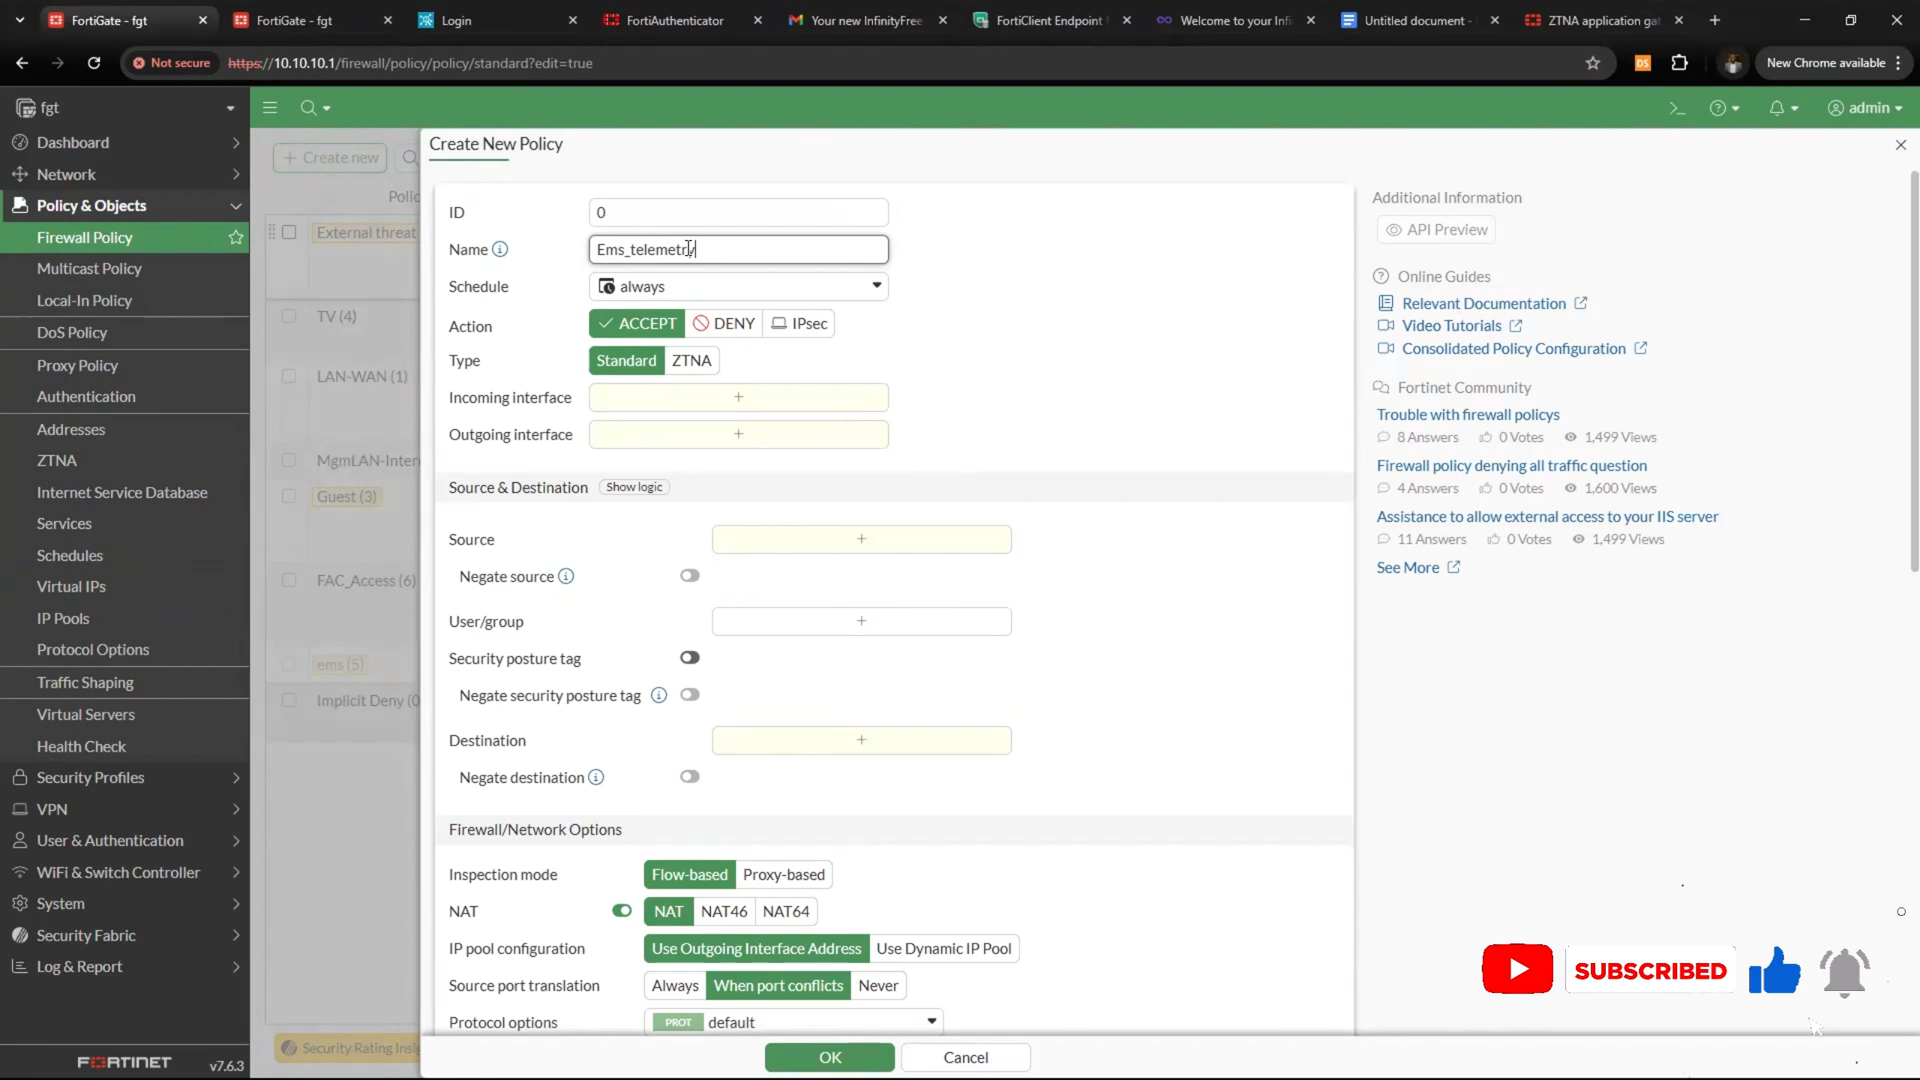 FortiGate - fgt
FortiGate - fgt
Login
FortiAuthenticator
Your new InfinityFree
FortiClient Endpoint
Welcome to your Infi
Untitled document -
ZTNA application gat
Not secure
https://10.10.10.1/firewall/policy/policy/standard?edit=true
New Chrome available
fgt
admin
Dashboard
Network
Policy & Objects
Firewall Policy
Multicast Policy
Local-In Policy
DoS Policy
Proxy Policy
Authentication
Addresses
ZTNA
Internet Service Database
Services
Schedules
Virtual IPs
IP Pools
Protocol Options
Traffic Shaping
Virtual Servers
Health Check
Security Profiles
VPN
User & Authentication
WiFi & Switch Controller
System
Security Fabric
Log & Report
FORTINET v7.6.3
Create new
Polic
External threat
TV (4)
LAN-WAN (1)
MgmLAN-Inter
Guest (3)
FAC_Access (6)
ems (5)
Implicit Deny (0
Security Rating Insig
Create New Policy
ID 0
Name Ems_telemetry
Schedule always
Action ACCEPT DENY IPsec
Type Standard ZTNA
Incoming interface
Outgoing interface
Source & Destination Show logic
Source
Negate source
User/group
Security posture tag
Negate security posture tag
Destination
Negate destination
Firewall/Network Options
Inspection mode Flow-based Proxy-based
NAT NAT NAT46 NAT64
IP pool configuration Use Outgoing Interface Address Use Dynamic IP Pool
Source port translation Always When port conflicts Never
Protocol options PROT default
OK Cancel
Additional Information
API Preview
Online Guides
Relevant Documentation
Video Tutorials
Consolidated Policy Configuration
Fortinet Community
Trouble with firewall policys
8 Answers 0 Votes 1,499 Views
Firewall policy denying all traffic question
4 Answers 0 Votes 1,600 Views
Assistance to allow external access to your IIS server
11 Answers 0 Votes 1,499 Views
See More
SUBSCRIBED